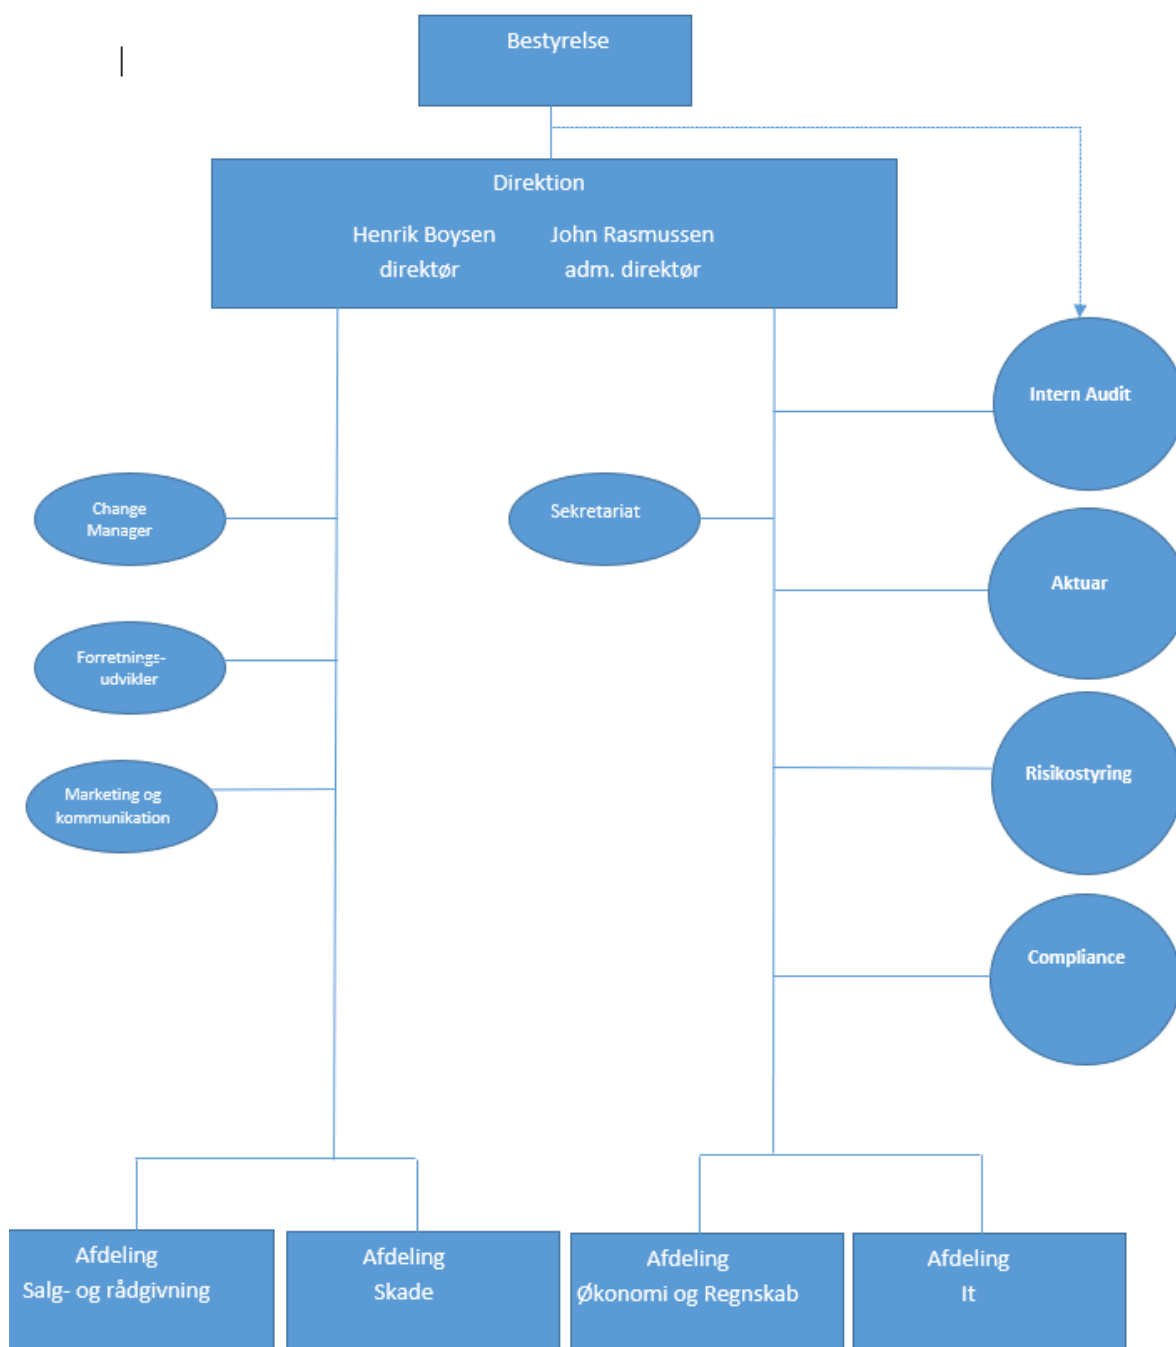 Bestyrelse
Direktion
Henrik Boysen
direktør
John Rasmussen
adm. direktør
Intern Audit
Change
Manager
Sekretariat
Aktuar
Forretnings-
udvikler
Marketing og
kommunikation
Risikostyring
Compliance
Afdeling
Salg- og rådgivning
Afdeling
Skade
Afdeling
Økonomi og Regnskab
Afdeling
It